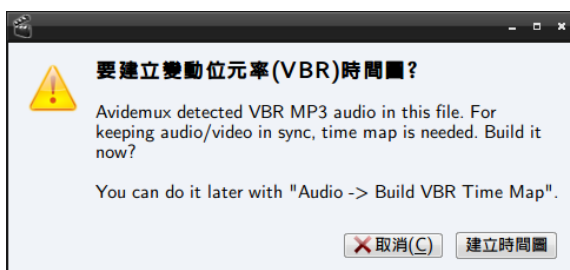 要建立變動位元率(VBR)時間圖?
Avidemux detected VBR MP3 audio in this file. For
keeping audio/video in sync, time map is needed. Build it
now?
You can do it later with "Audio -> Build VBR Time Map".
取消(C)
建立時間圖